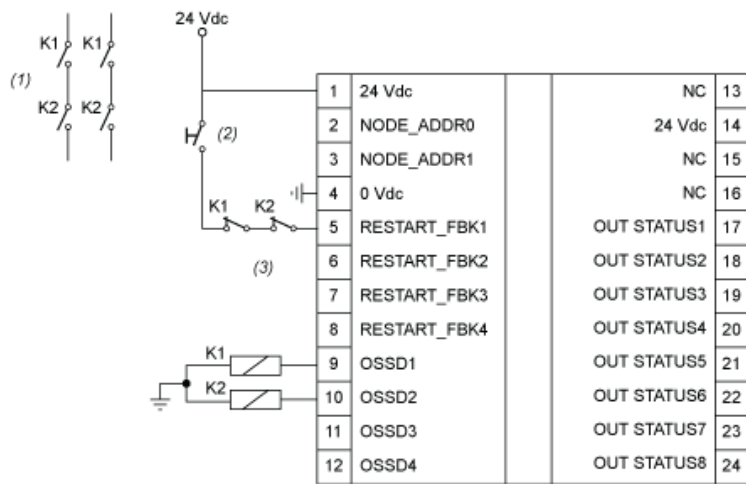 24 Vdc
K1 K1
(1)
K2 K2
(2)
K1 K2
(3)
K1
K2
1 24 Vdc NC 13
2 NODE_ADDR0 24 Vdc 14
3 NODE_ADDR1 NC 15
4 0 Vdc NC 16
5 RESTART_FBK1 OUT STATUS1 17
6 RESTART_FBK2 OUT STATUS2 18
7 RESTART_FBK3 OUT STATUS3 19
8 RESTART_FBK4 OUT STATUS4 20
9 OSSD1 OUT STATUS5 21
10 OSSD2 OUT STATUS6 22
11 OSSD3 OUT STATUS7 23
12 OSSD4 OUT STATUS8 24